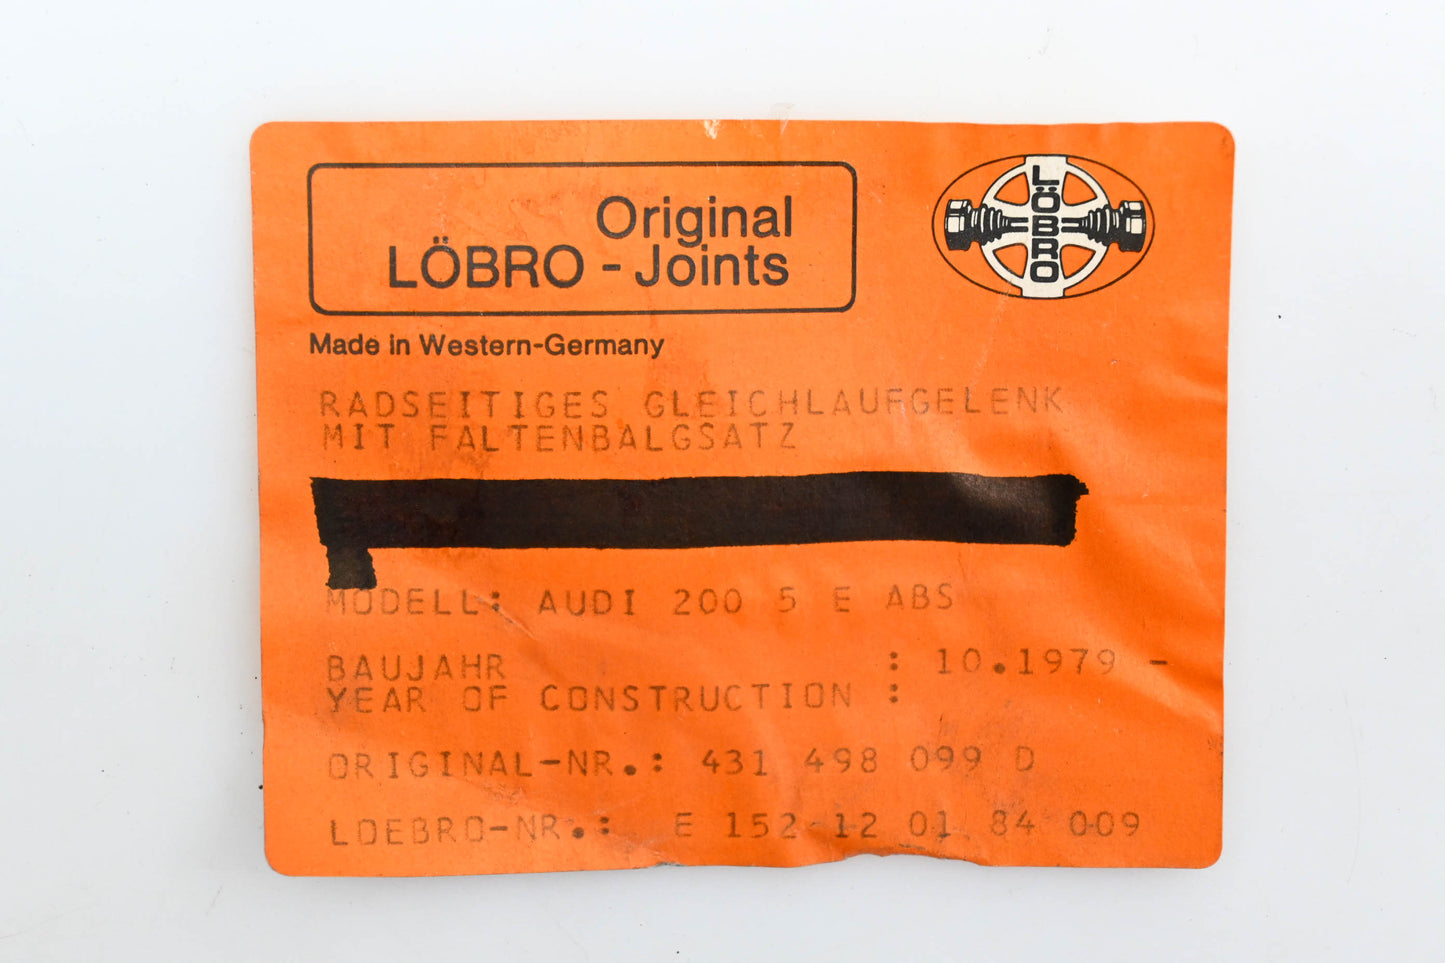 Original
LÖBRO - Joints
LÖBRO
Made in Western-Germany
RADSEITIGES GLEICHLAUFGELENK
MIT FALTENBALGSATZ
MODELL: AUDI 200 5 E ABS
BAUJAHR : 10.1979 -
YEAR OF CONSTRUCTION :
ORIGINAL-NR.: 431 498 099 D
LOEBRO-NR.: E 152-12 01 84 009